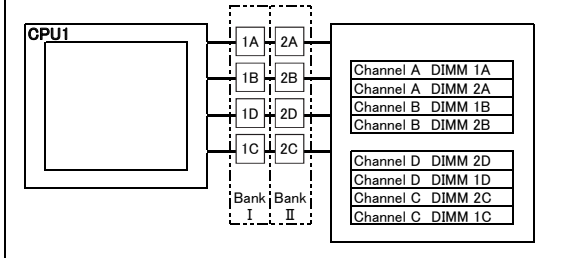 CPU1
1A 2A
1B 2B
1D 2D
1C 2C
Bank Bank
I II
Channel A DIMM 1A
Channel A DIMM 2A
Channel B DIMM 1B
Channel B DIMM 2B
Channel D DIMM 2D
Channel D DIMM 1D
Channel C DIMM 2C
Channel C DIMM 1C